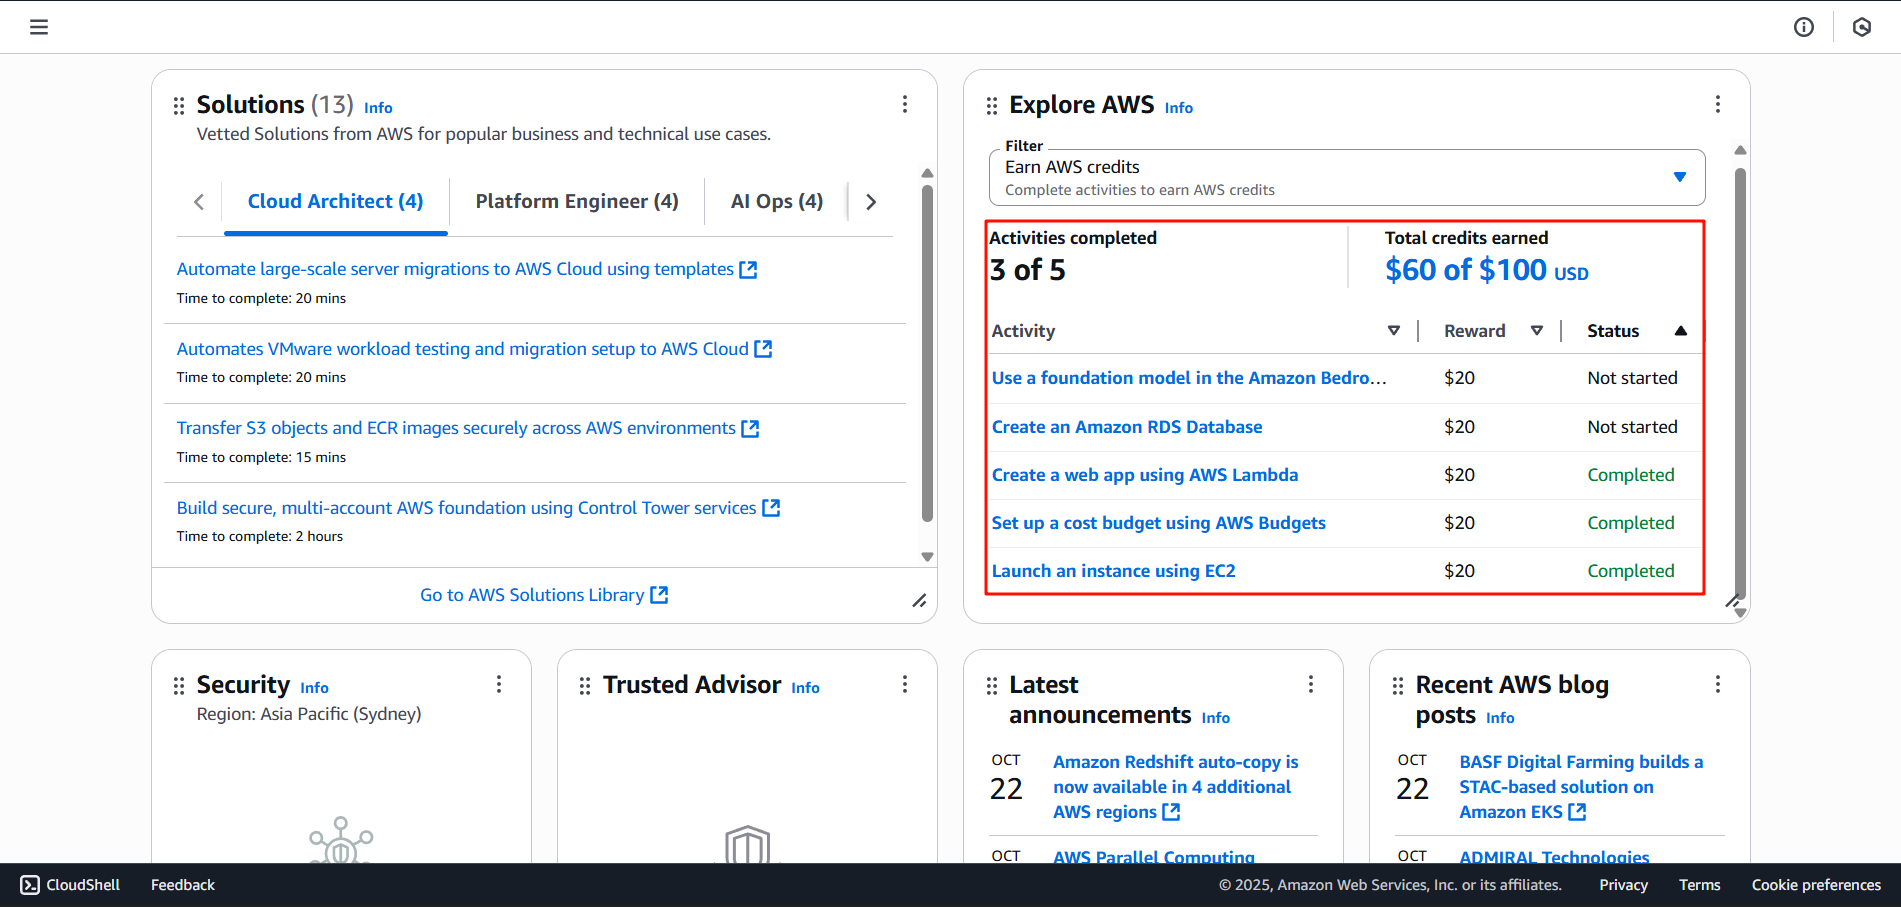 Solutions (13) Info
Vetted Solutions from AWS for popular business and technical use cases.
Cloud Architect (4)
Platform Engineer (4)
AI Ops (4)
Automate large-scale server migrations to AWS Cloud using templates
Time to complete: 20 mins
Automates VMware workload testing and migration setup to AWS Cloud
Time to complete: 20 mins
Transfer S3 objects and ECR images securely across AWS environments
Time to complete: 15 mins
Build secure, multi-account AWS foundation using Control Tower services
Time to complete: 2 hours
Go to AWS Solutions Library
Explore AWS Info
Filter
Earn AWS credits
Complete activities to earn AWS credits
Activities completed
3 of 5
Total credits earned
$60 of $100 USD
Activity Reward Status
Use a foundation model in the Amazon Bedro... $20 Not started
Create an Amazon RDS Database $20 Not started
Create a web app using AWS Lambda $20 Completed
Set up a cost budget using AWS Budgets $20 Completed
Launch an instance using EC2 $20 Completed
Security Info
Region: Asia Pacific (Sydney)
Trusted Advisor Info
Latest
announcements Info
OCT
22
Amazon Redshift auto-copy is
now available in 4 additional
AWS regions
OCT
AWS Parallel Computing
Recent AWS blog
posts Info
OCT
22
BASF Digital Farming builds a
STAC-based solution on
Amazon EKS
OCT
ADMIRAL Technologies
CloudShell Feedback © 2025, Amazon Web Services, Inc. or its affiliates. Privacy Terms Cookie preferences